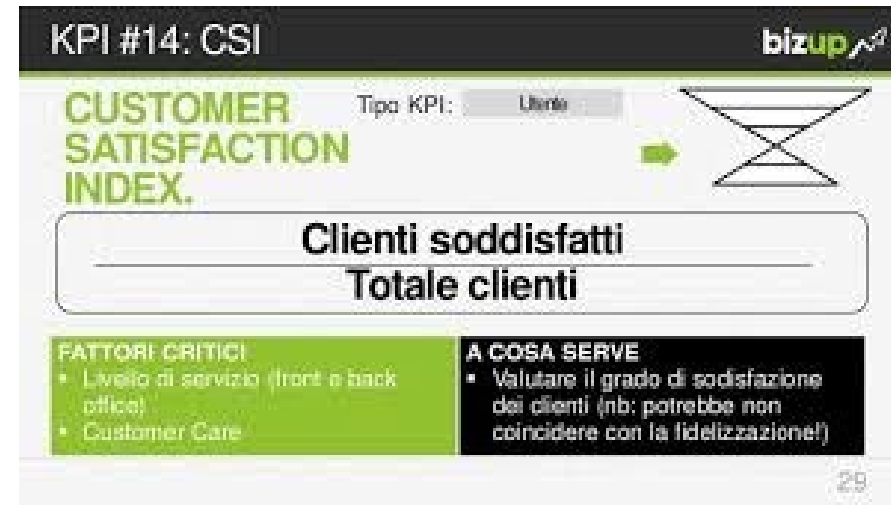 KPI #14: CSI
bizup
CUSTOMER
SATISFACTION
INDEX.
Tipo KPI:
Utente
Clienti soddisfatti
Totale clienti
FATTORI CRITICI
• Livello di servizio (front e back
office)
• Customer Care
A COSA SERVE
• Valutare il grado di sodisfazione
dei clienti (nb: potrebbe non
coincidere con la fidelizzazione!)
29